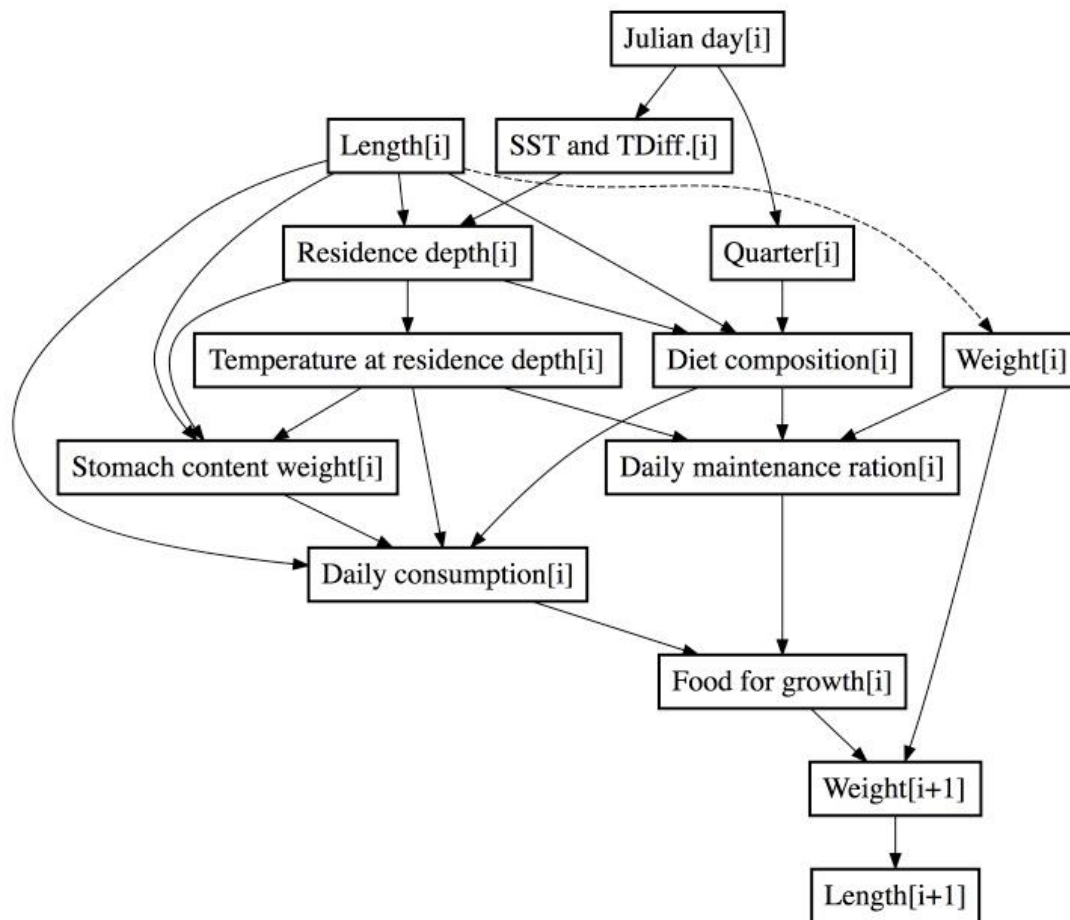 Julian day[i]
Length[i]
SST and TDiff.[i]
Residence depth[i]
Quarter[i]
Temperature at residence depth[i]
Diet composition[i]
Weight[i]
Stomach content weight[i]
Daily maintenance ration[i]
Daily consumption[i]
Food for growth[i]
Weight[i+1]
Length[i+1]